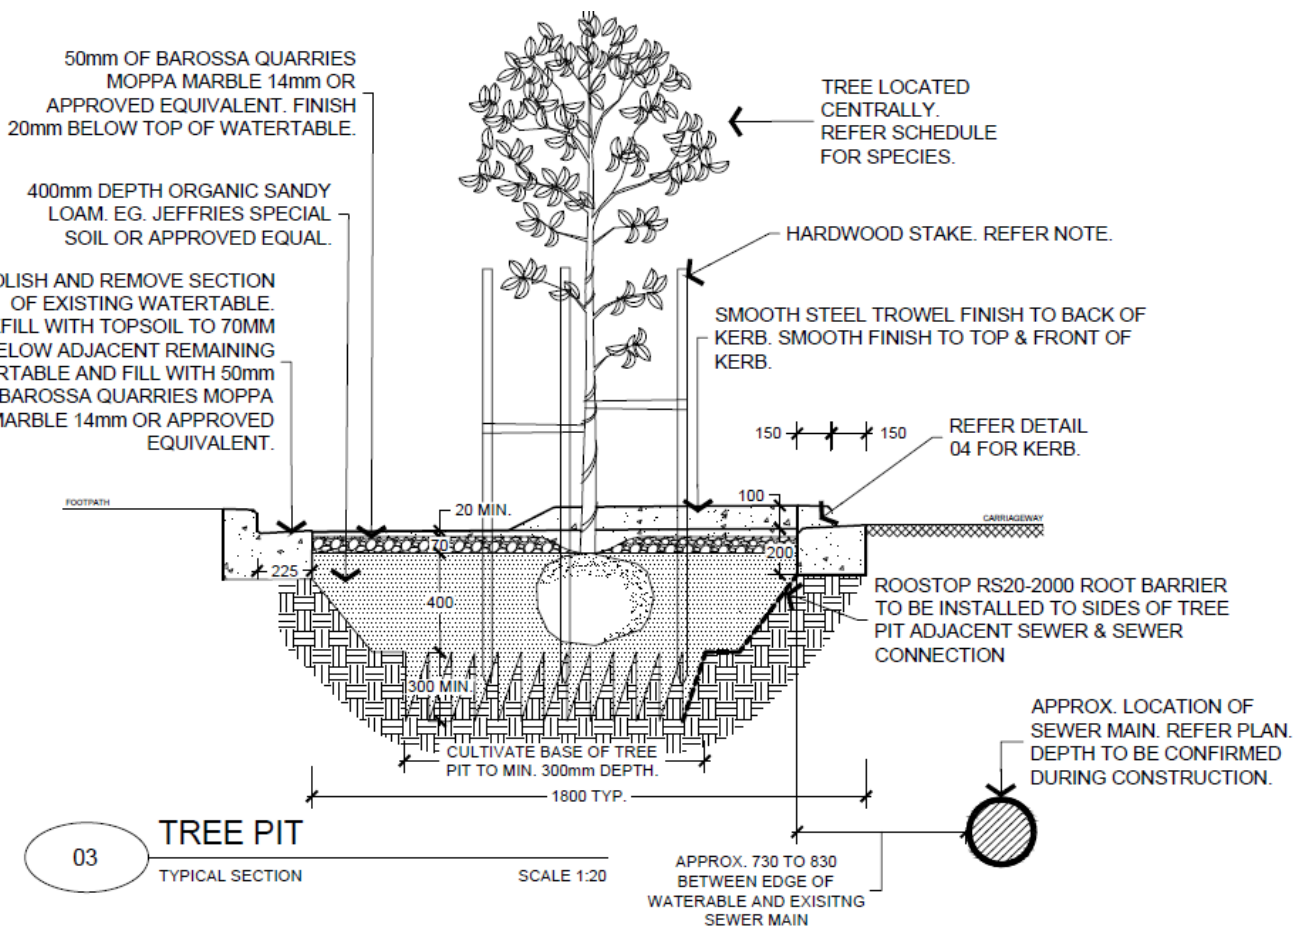 50mm OF BAROSSA QUARRIES
MOPPA MARBLE 14mm OR
APPROVED EQUIVALENT. FINISH
20mm BELOW TOP OF WATERTABLE.
400mm DEPTH ORGANIC SANDY
LOAM. EG. JEFFRIES SPECIAL
SOIL OR APPROVED EQUAL.
OLISH AND REMOVE SECTION
OF EXISTING WATERTABLE.
FILL WITH TOPSOIL TO 70MM
ELOW ADJACENT REMAINING
RTABLE AND FILL WITH 50mm
BAROSSA QUARRIES MOPPA
MARBLE 14mm OR APPROVED
EQUIVALENT.
TREE LOCATED
CENTRALLY.
REFER SCHEDULE
FOR SPECIES.
HARDWOOD STAKE. REFER NOTE.
SMOOTH STEEL TROWEL FINISH TO BACK OF
KERB. SMOOTH FINISH TO TOP & FRONT OF
KERB.
150
150
REFER DETAIL
04 FOR KERB.
FOOTPATH
20 MIN.
100
CARRIAGEWAY
70
200
225
400
300 MIN.
ROOSTOP RS20-2000 ROOT BARRIER
TO BE INSTALLED TO SIDES OF TREE
PIT ADJACENT SEWER & SEWER
CONNECTION
CULTIVATE BASE OF TREE
PIT TO MIN. 300mm DEPTH.
1800 TYP.
APPROX. LOCATION OF
SEWER MAIN. REFER PLAN.
DEPTH TO BE CONFIRMED
DURING CONSTRUCTION.
03
TREE PIT
TYPICAL SECTION
SCALE 1:20
APPROX. 730 TO 830
BETWEEN EDGE OF
WATERABLE AND EXISITNG
SEWER MAIN